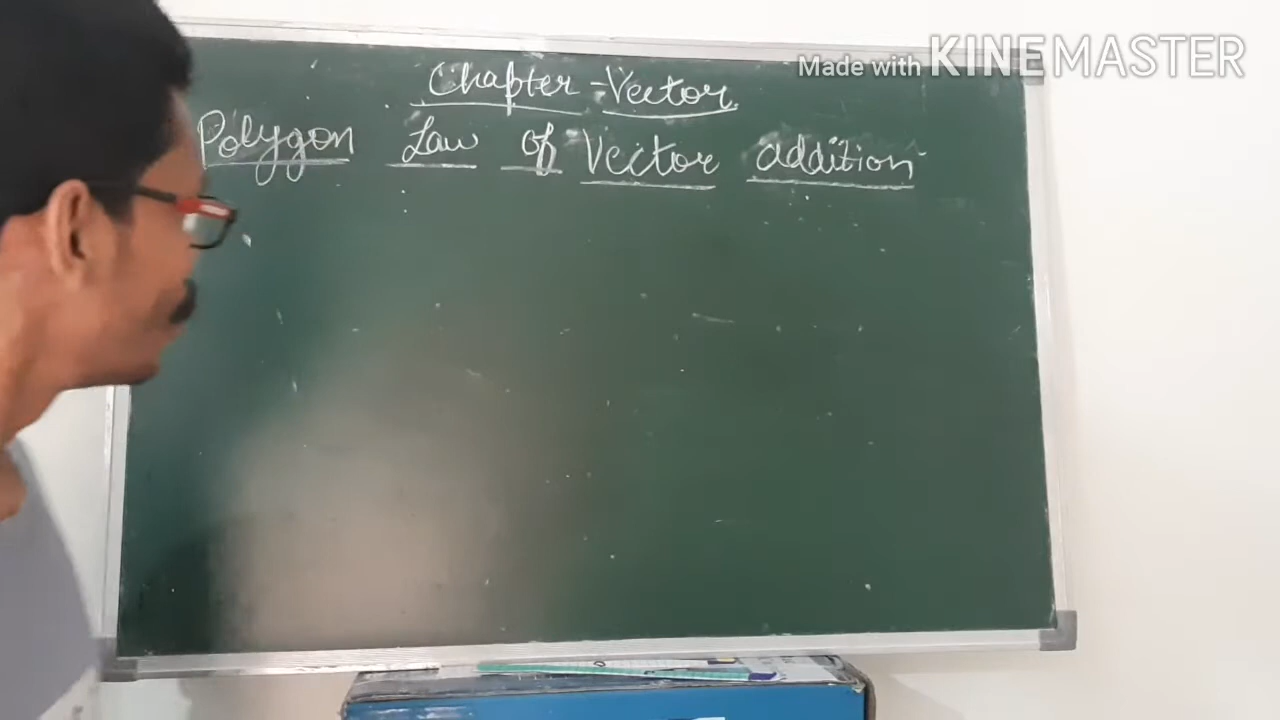 Made with KINEMASTER
Chapter - Vector
Polygon Law of Vector addition